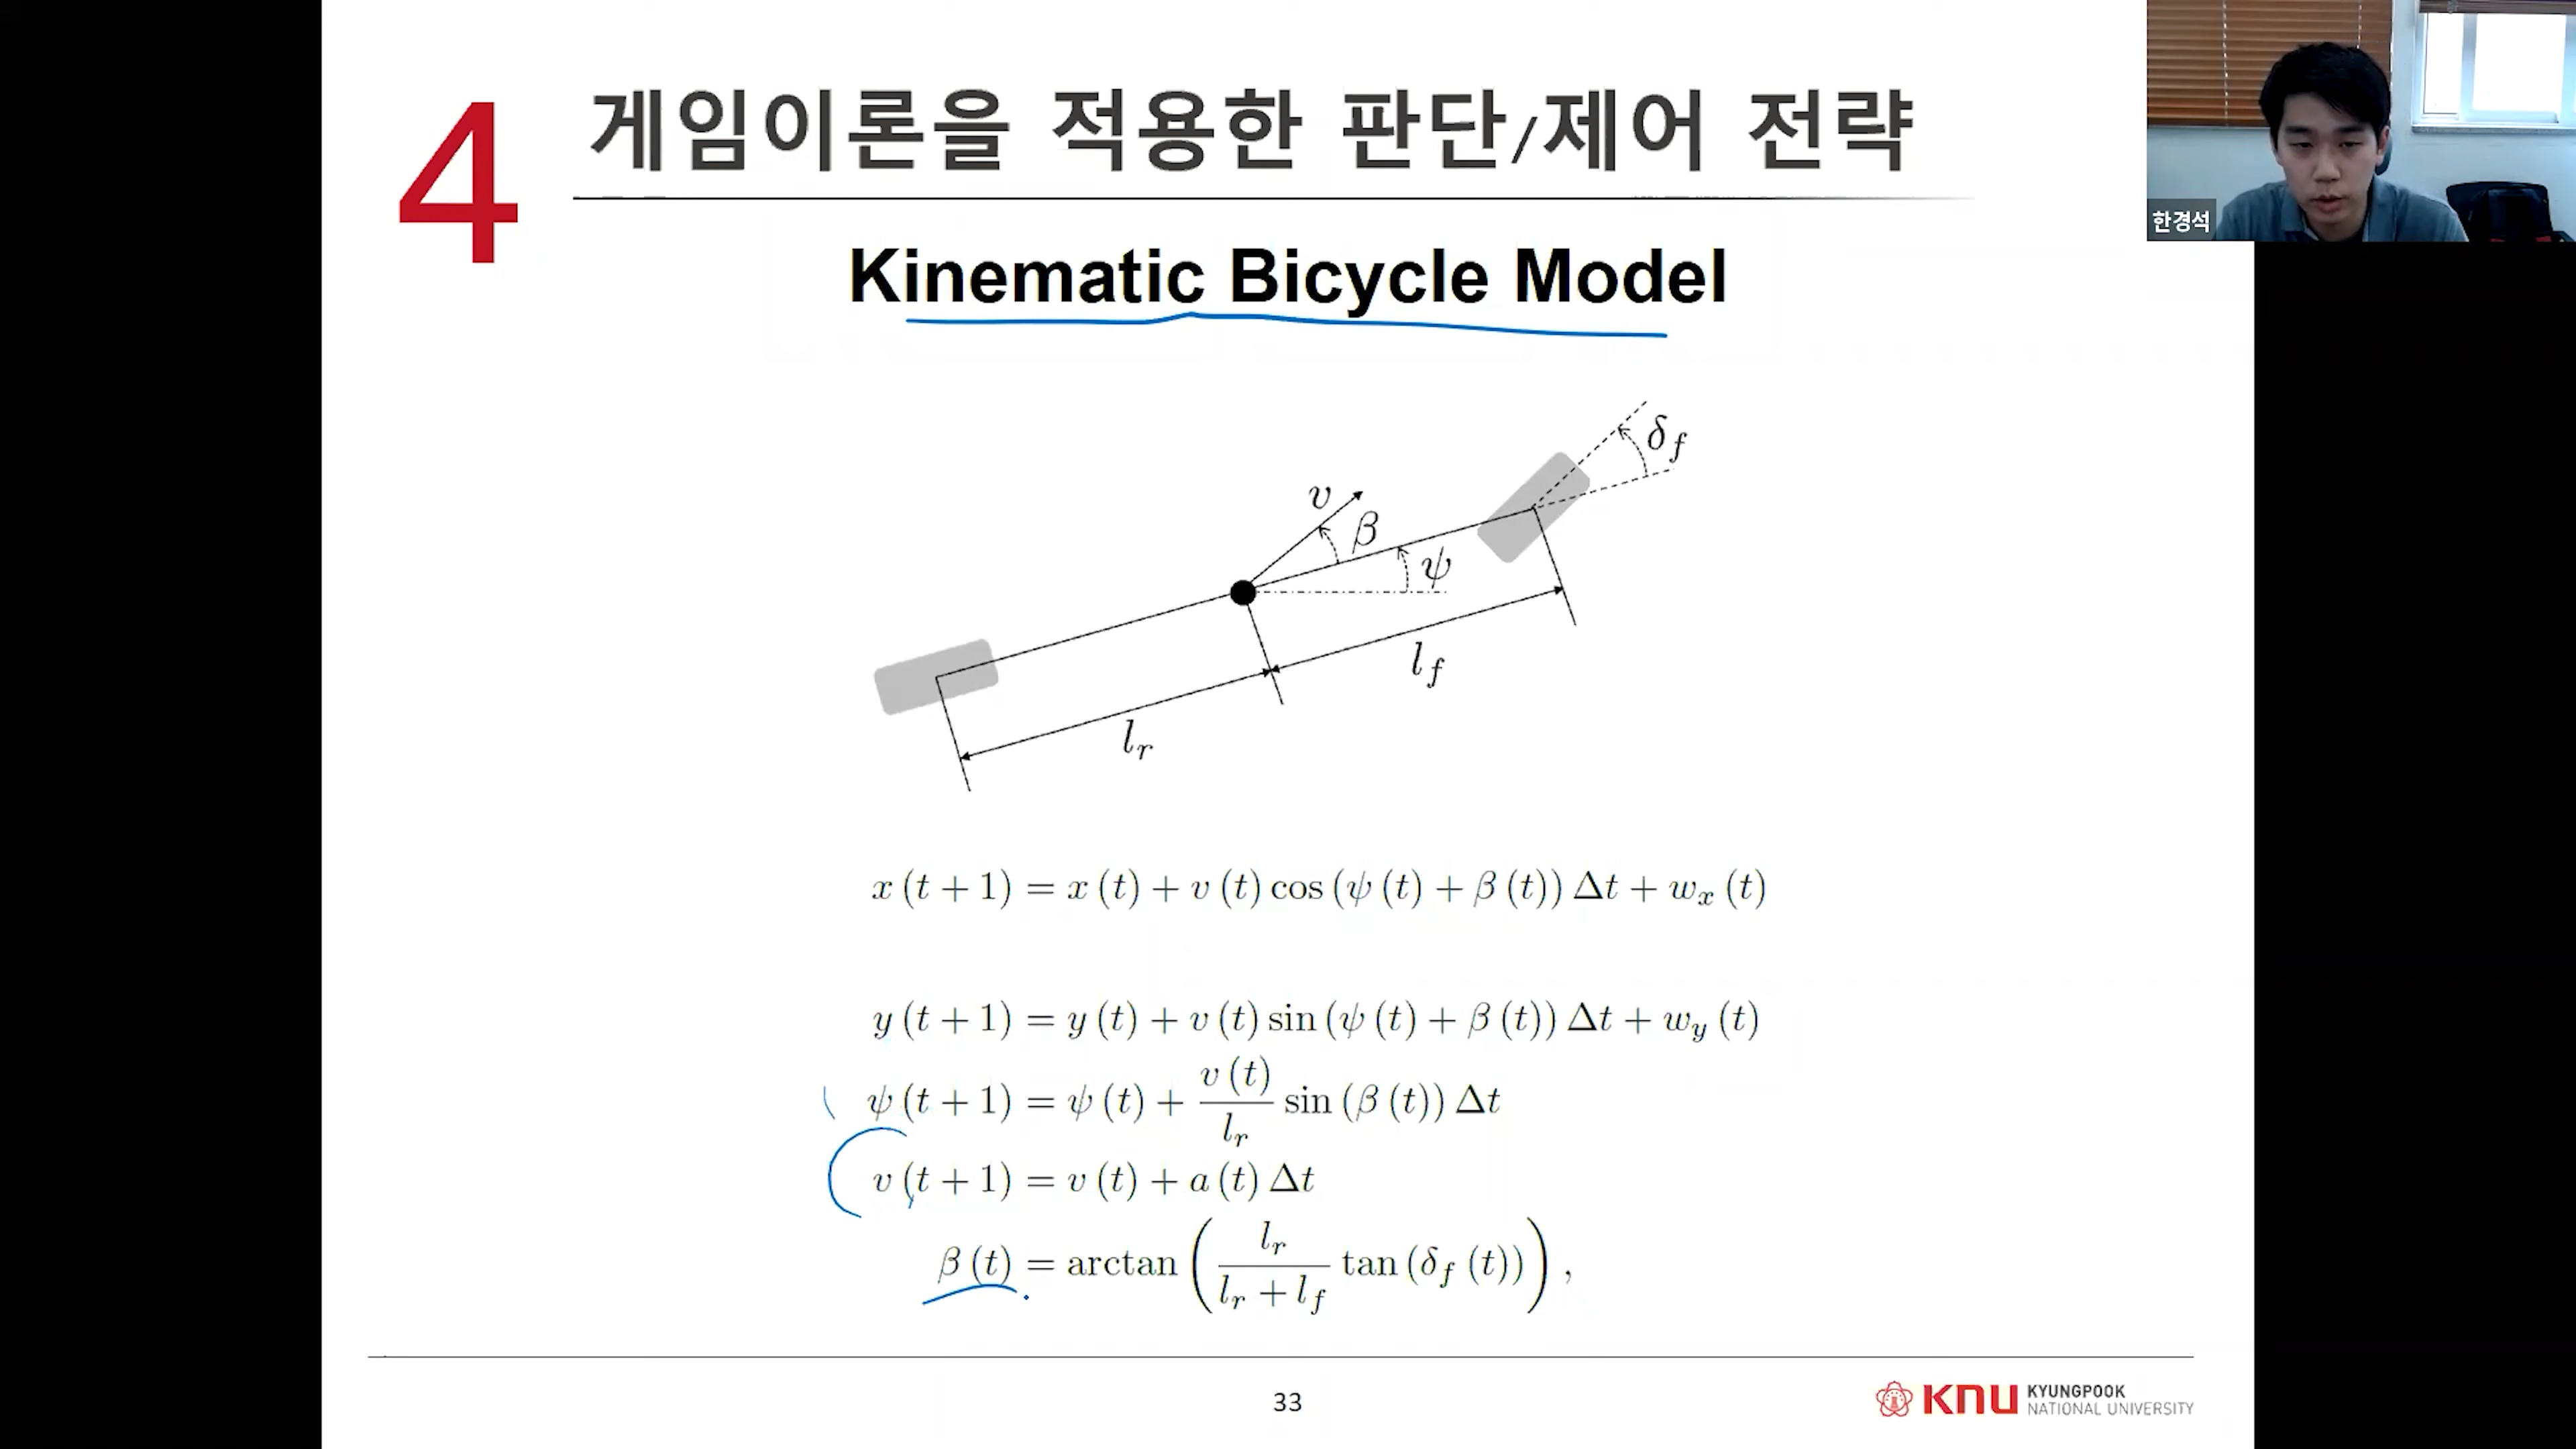 4
게임이론을 적용한 판단/제어 전략
한경석
Kinematic Bicycle Model
δ_f
v
β
ψ
l_f
l_r
x (t + 1) = x (t) + v (t) cos (ψ (t) + β (t)) Δt + w_x (t)
y (t + 1) = y (t) + v (t) sin (ψ (t) + β (t)) Δt + w_y (t)
ψ (t + 1) = ψ (t) + \frac{v (t)}{l_r} sin (β (t)) Δt
v (t + 1) = v (t) + a (t) Δt
β (t) = arctan ( \frac{l_r}{l_r + l_f} tan (δ_f (t)) ) ,
33
KNU KYUNGPOOK
NATIONAL UNIVERSITY